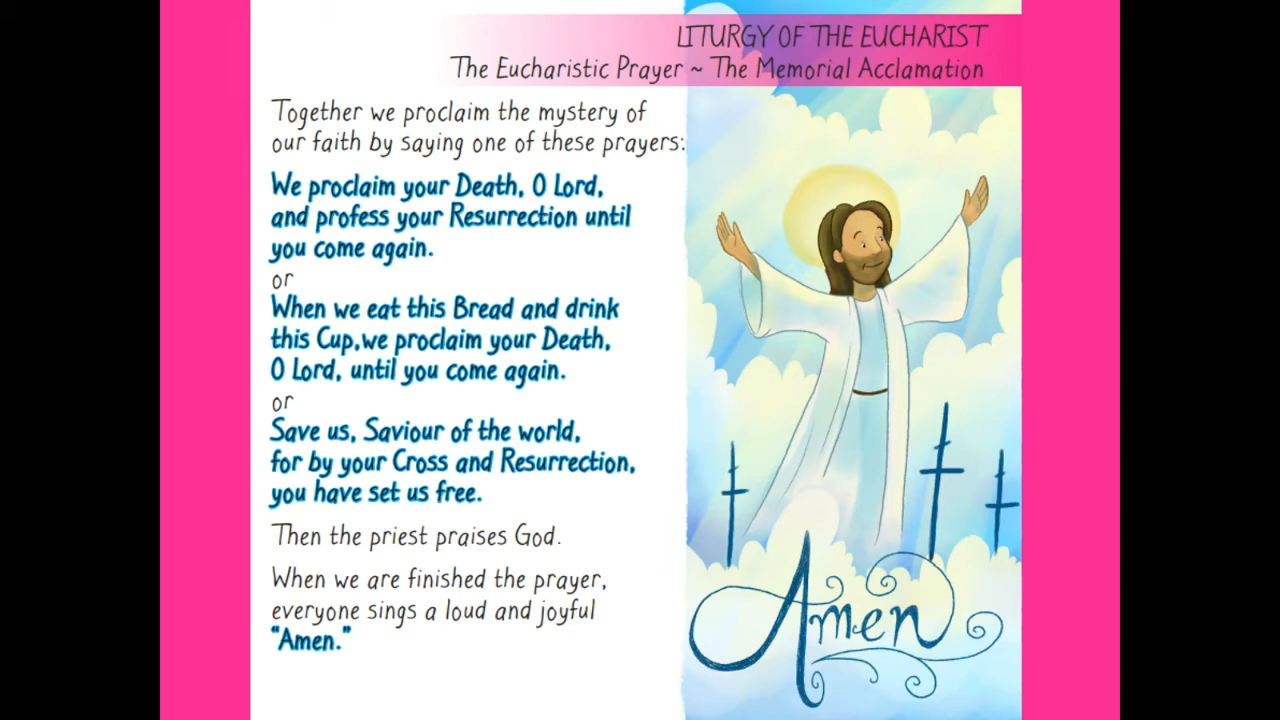 LITURGY OF THE EUCHARIST
The Eucharistic Prayer ~ The Memorial Acclamation
Together we proclaim the mystery of
our faith by saying one of these prayers:
We proclaim your Death, O Lord,
and profess your Resurrection until
you come again.
or
When we eat this Bread and drink
this Cup,we proclaim your Death,
O Lord, until you come again.
or
Save us, Saviour of the world,
for by your Cross and Resurrection,
you have set us free.
Then the priest praises God.
When we are finished the prayer,
everyone sings a loud and joyful
“Amen.”
Amen